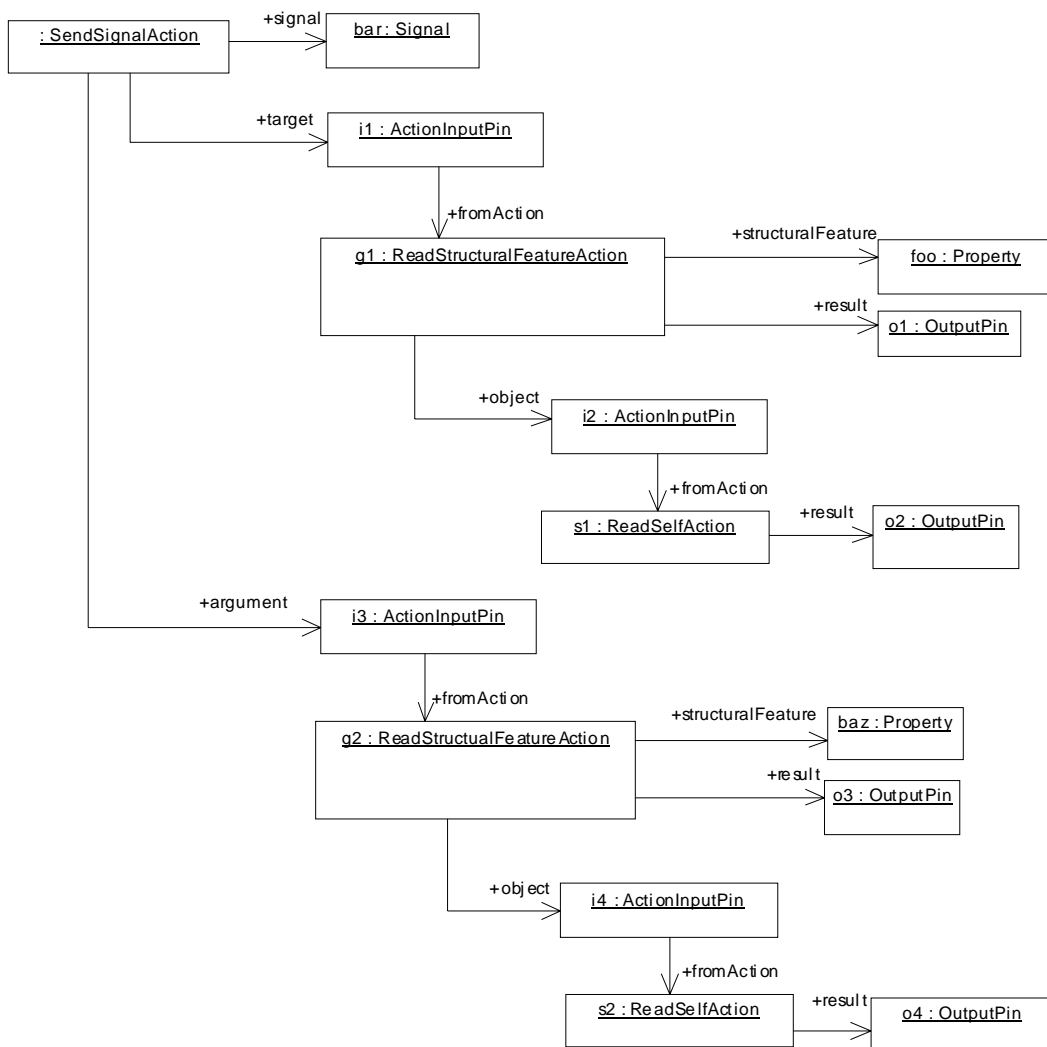 +signal
: SendSignalAction
bar : Signal
+target
i1 : ActionInputPin
+fromAction
+structuralFeature
g1 : ReadStructuralFeatureAction
foo : Property
+result
o1 : OutputPin
+object
i2 : ActionInputPin
+fromAction
+result
s1 : ReadSelfAction
o2 : OutputPin
+argument
i3 : ActionInputPin
+fromAction
+structuralFeature
baz : Property
g2 : ReadStructualFeatureAction
+result
o3 : OutputPin
+object
i4 : ActionInputPin
+fromAction
+result
s2 : ReadSelfAction
o4 : OutputPin